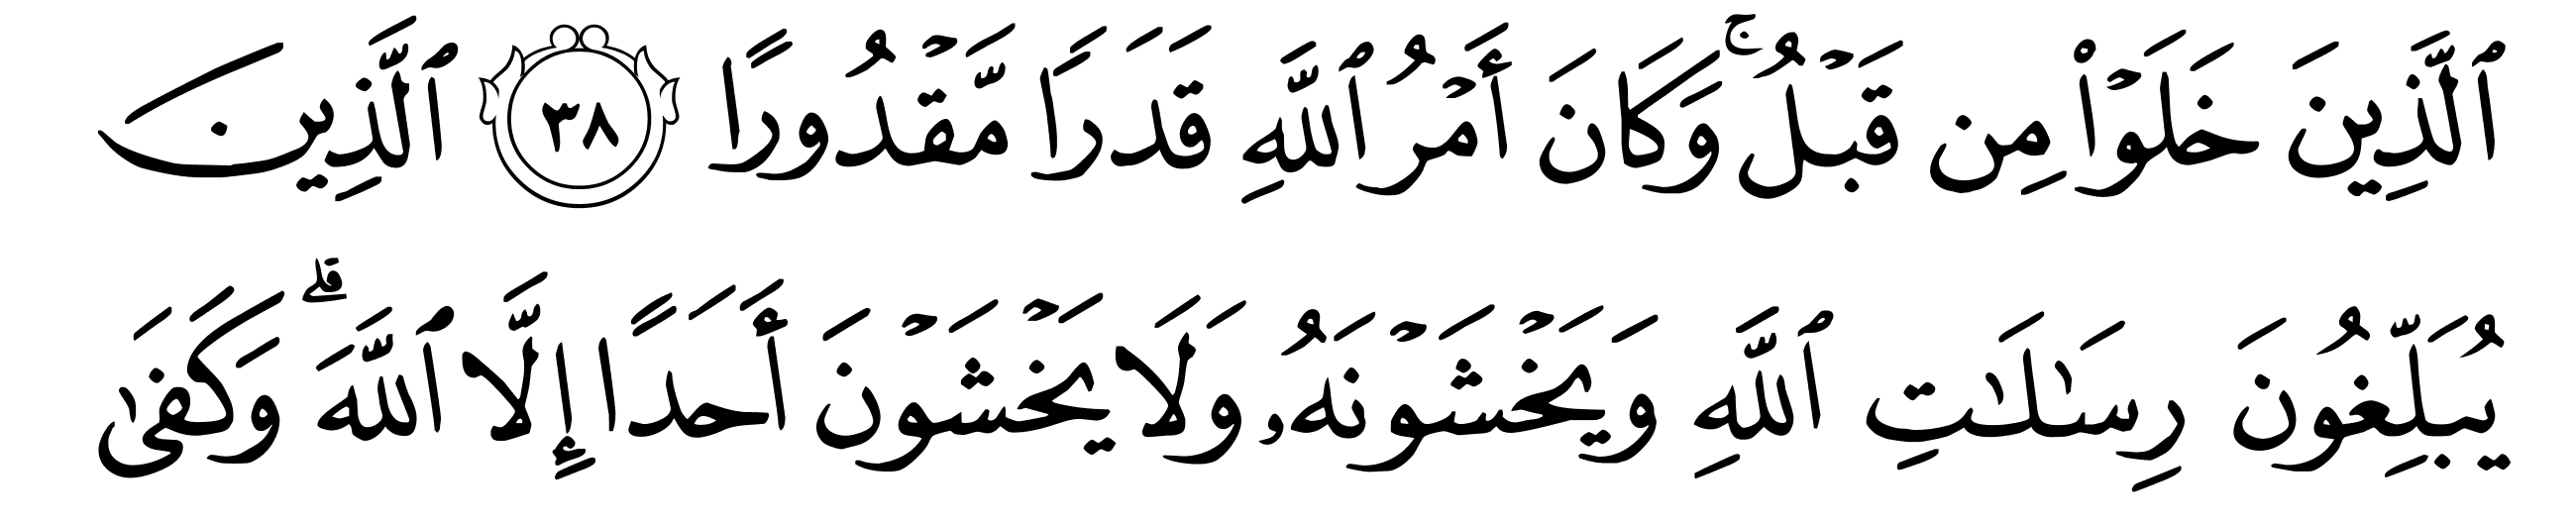 ٱلَّذِينَ خَلَوۡاْ مِن قَبۡلُۚ وَكَانَ أَمۡرُ ٱللَّهِ قَدَرٗا مَّقۡدُورًا ٣٨ ٱلَّذِينَ
يُبَلِّغُونَ رِسَٰلَٰتِ ٱللَّهِ وَيَخۡشَوۡنَهُۥ وَلَا يَخۡشَوۡنَ أَحَدًا إِلَّا ٱللَّهَۗ وَكَفَىٰ